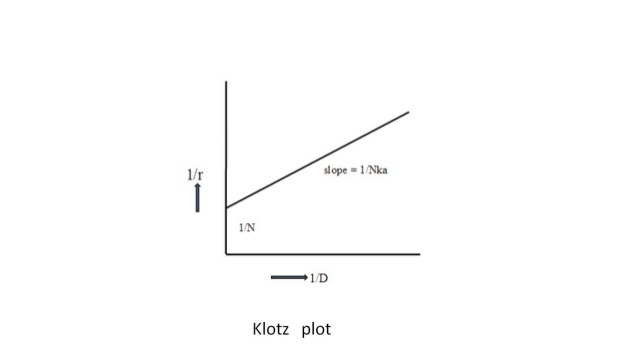 1/r
slope = 1/Nka
1/N
1/D
Klotz plot